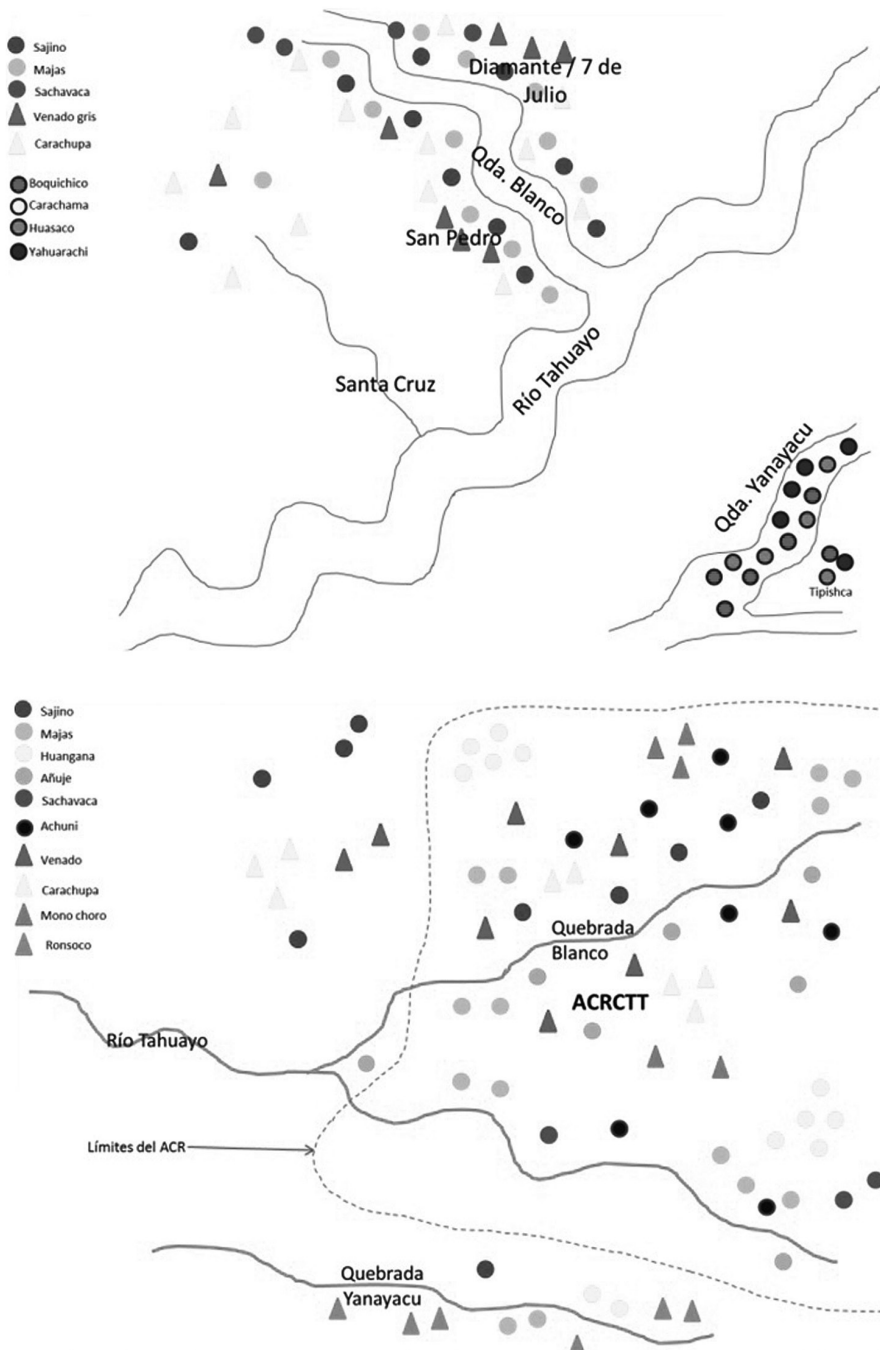 Sajino
Majas
Sachavaca
Venado gris
Carachupa
Boquichico
Carachama
Huasaco
Yahuarachi
Diamante / 7 de
Julio
Qda. Blanco
San Pedro
Río Tahuayo
Santa Cruz
Qda. Yanayacu
Tipishca
Sajino
Majas
Huangana
Añuje
Sachavaca
Achuni
Venado
Carachupa
Mono choro
Ronsoco
Quebrada
Blanco
ACRCTT
Río Tahuayo
Límites del ACR
Quebrada
Yanayacu